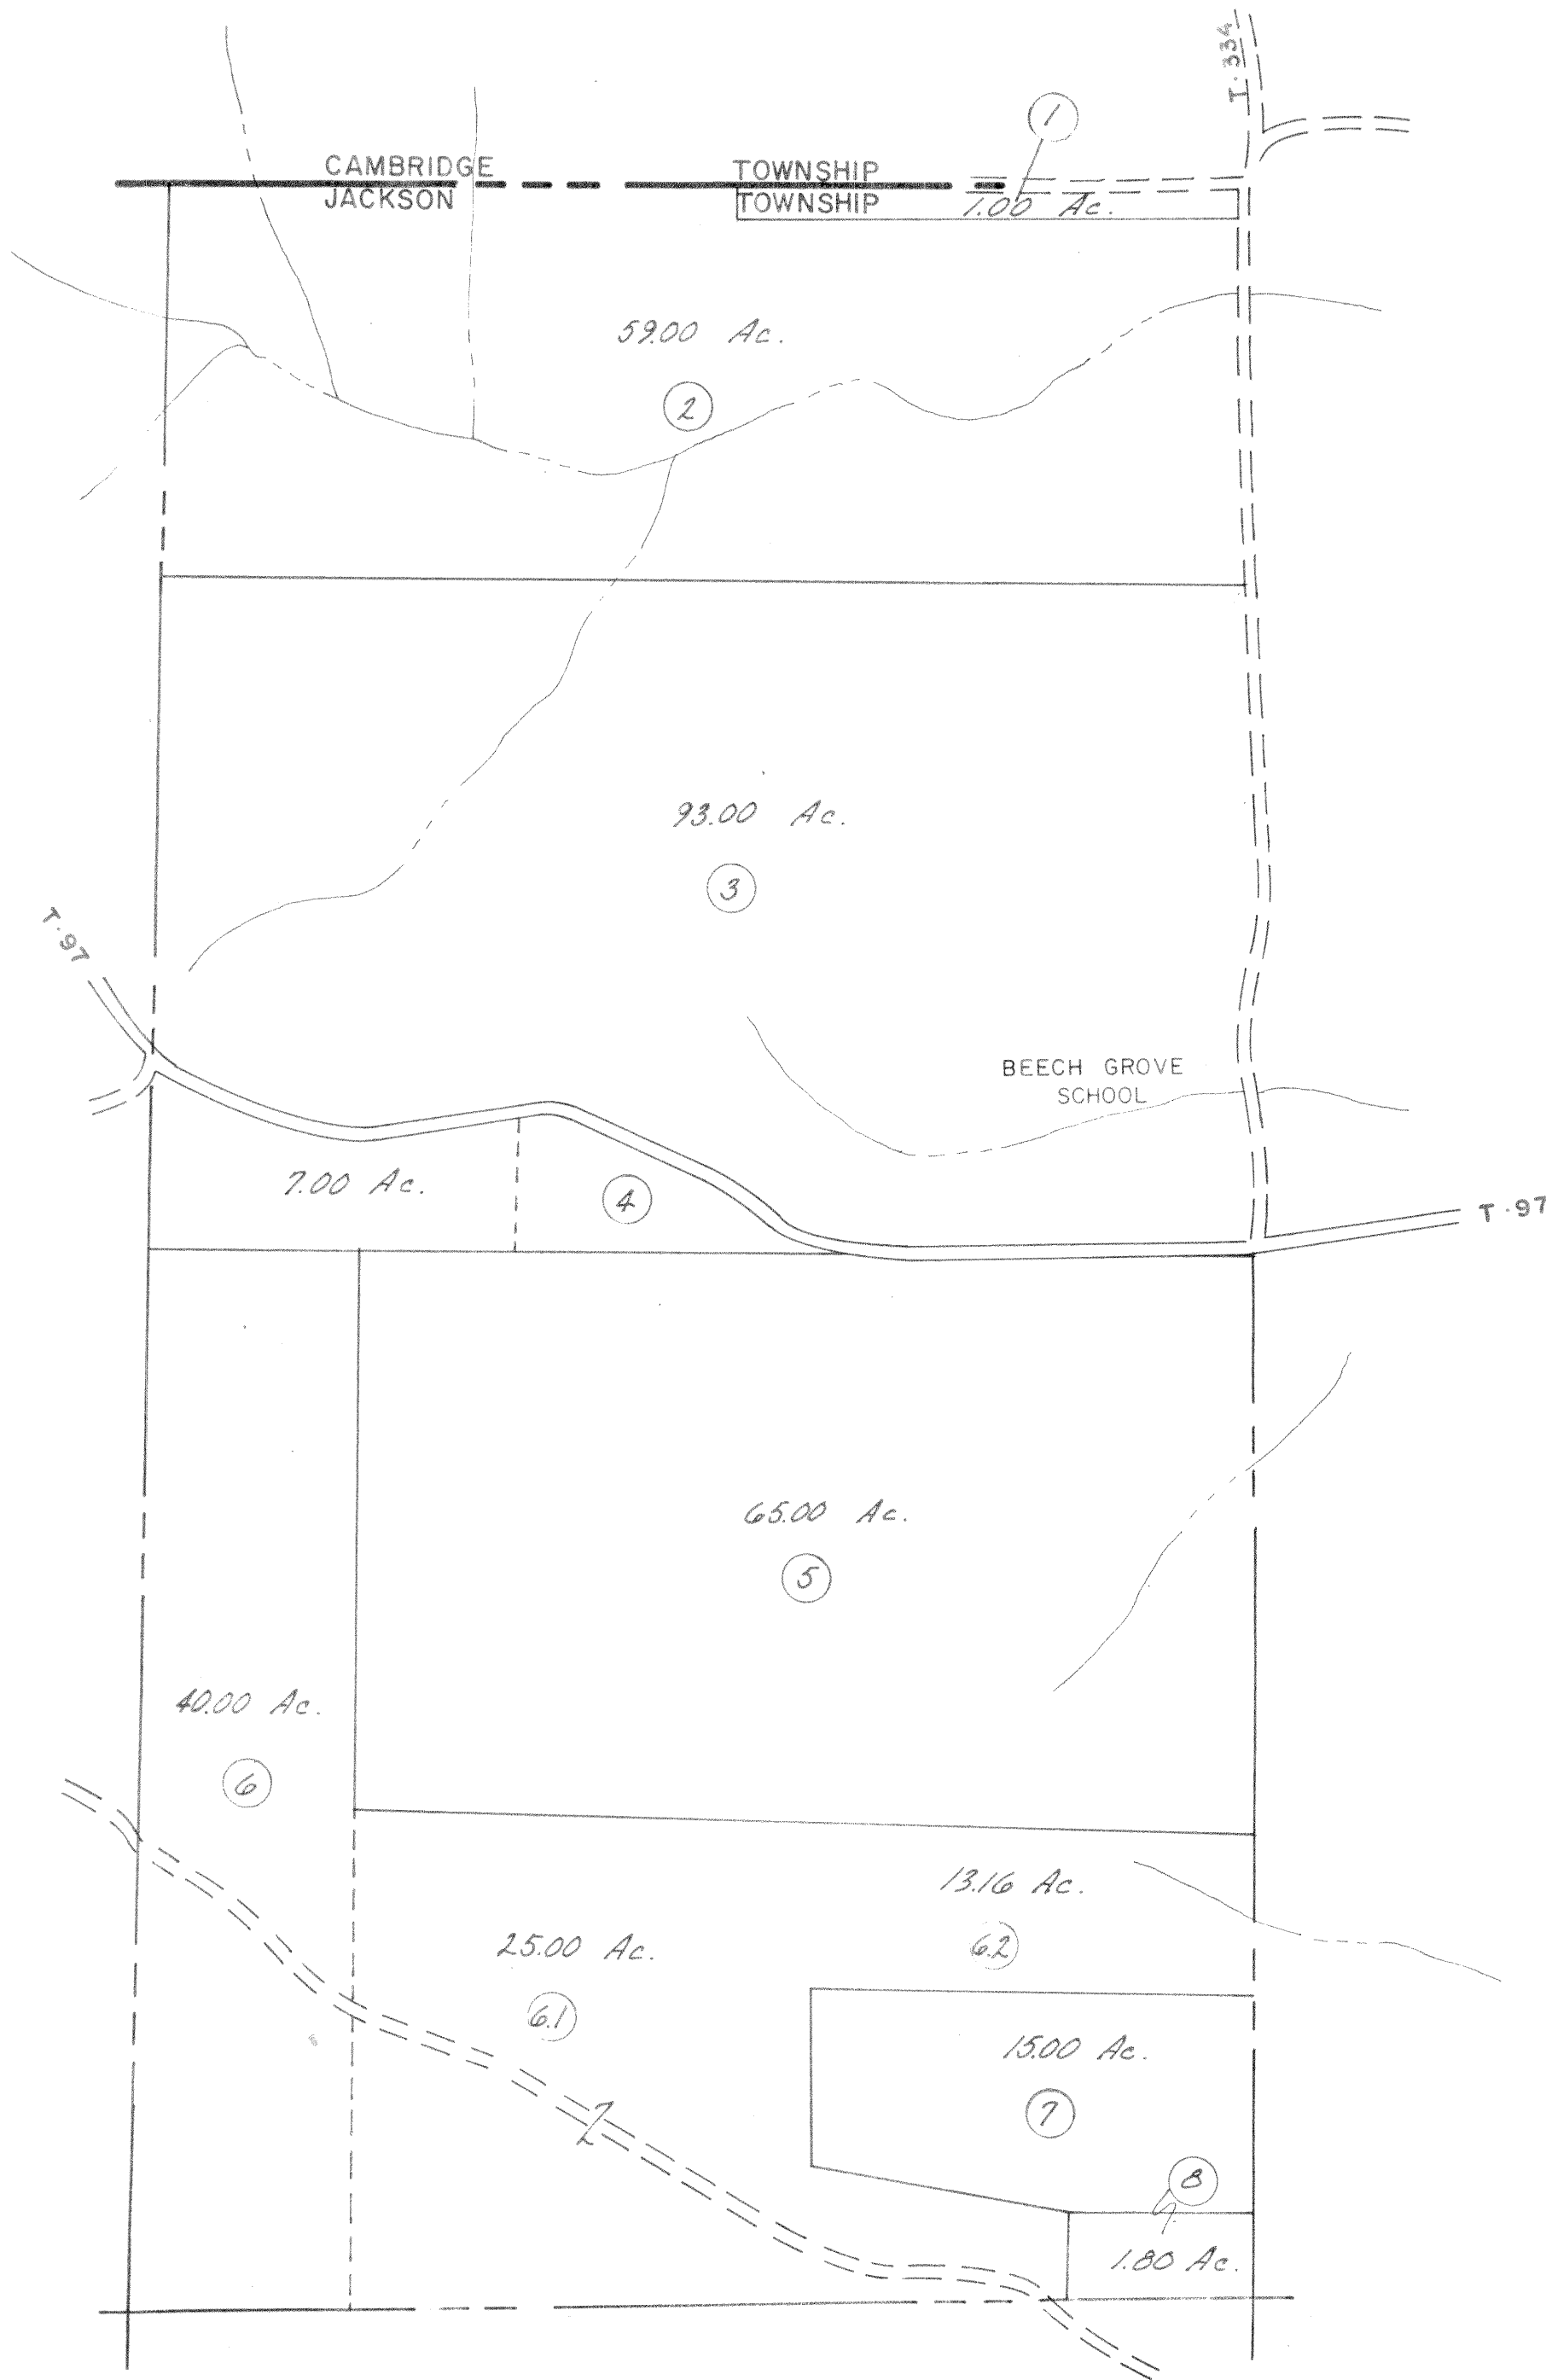 T·334
1
CAMBRIDGE TOWNSHIP
JACKSON TOWNSHIP
1.00 Ac.
59.00 Ac.
2
93.00 Ac.
3
T·97
BEECH GROVE
SCHOOL
7.00 Ac.
4
T·97
65.00 Ac.
5
40.00 Ac.
6
13.16 Ac.
6.2
25.00 Ac.
6.1
15.00 Ac.
7
8
1.80 Ac.